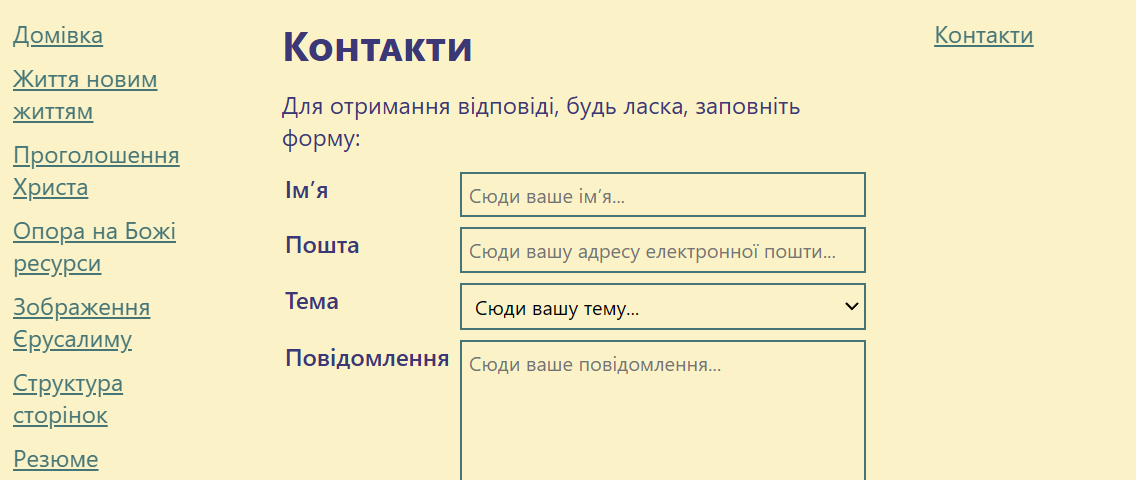 Домівка
Життя новим
життям
Проголошення
Христа
Опора на Божі
ресурси
Зображення
Єрусалиму
Структура
сторінок
Резюме
Контакти
Для отримання відповіді, будь ласка, заповніть
форму:
Ім’я
Сюди ваше ім’я...
Пошта
Сюди вашу адресу електронної пошти...
Тема
Сюди вашу тему...
Повідомлення
Сюди ваше повідомлення...
Контакти